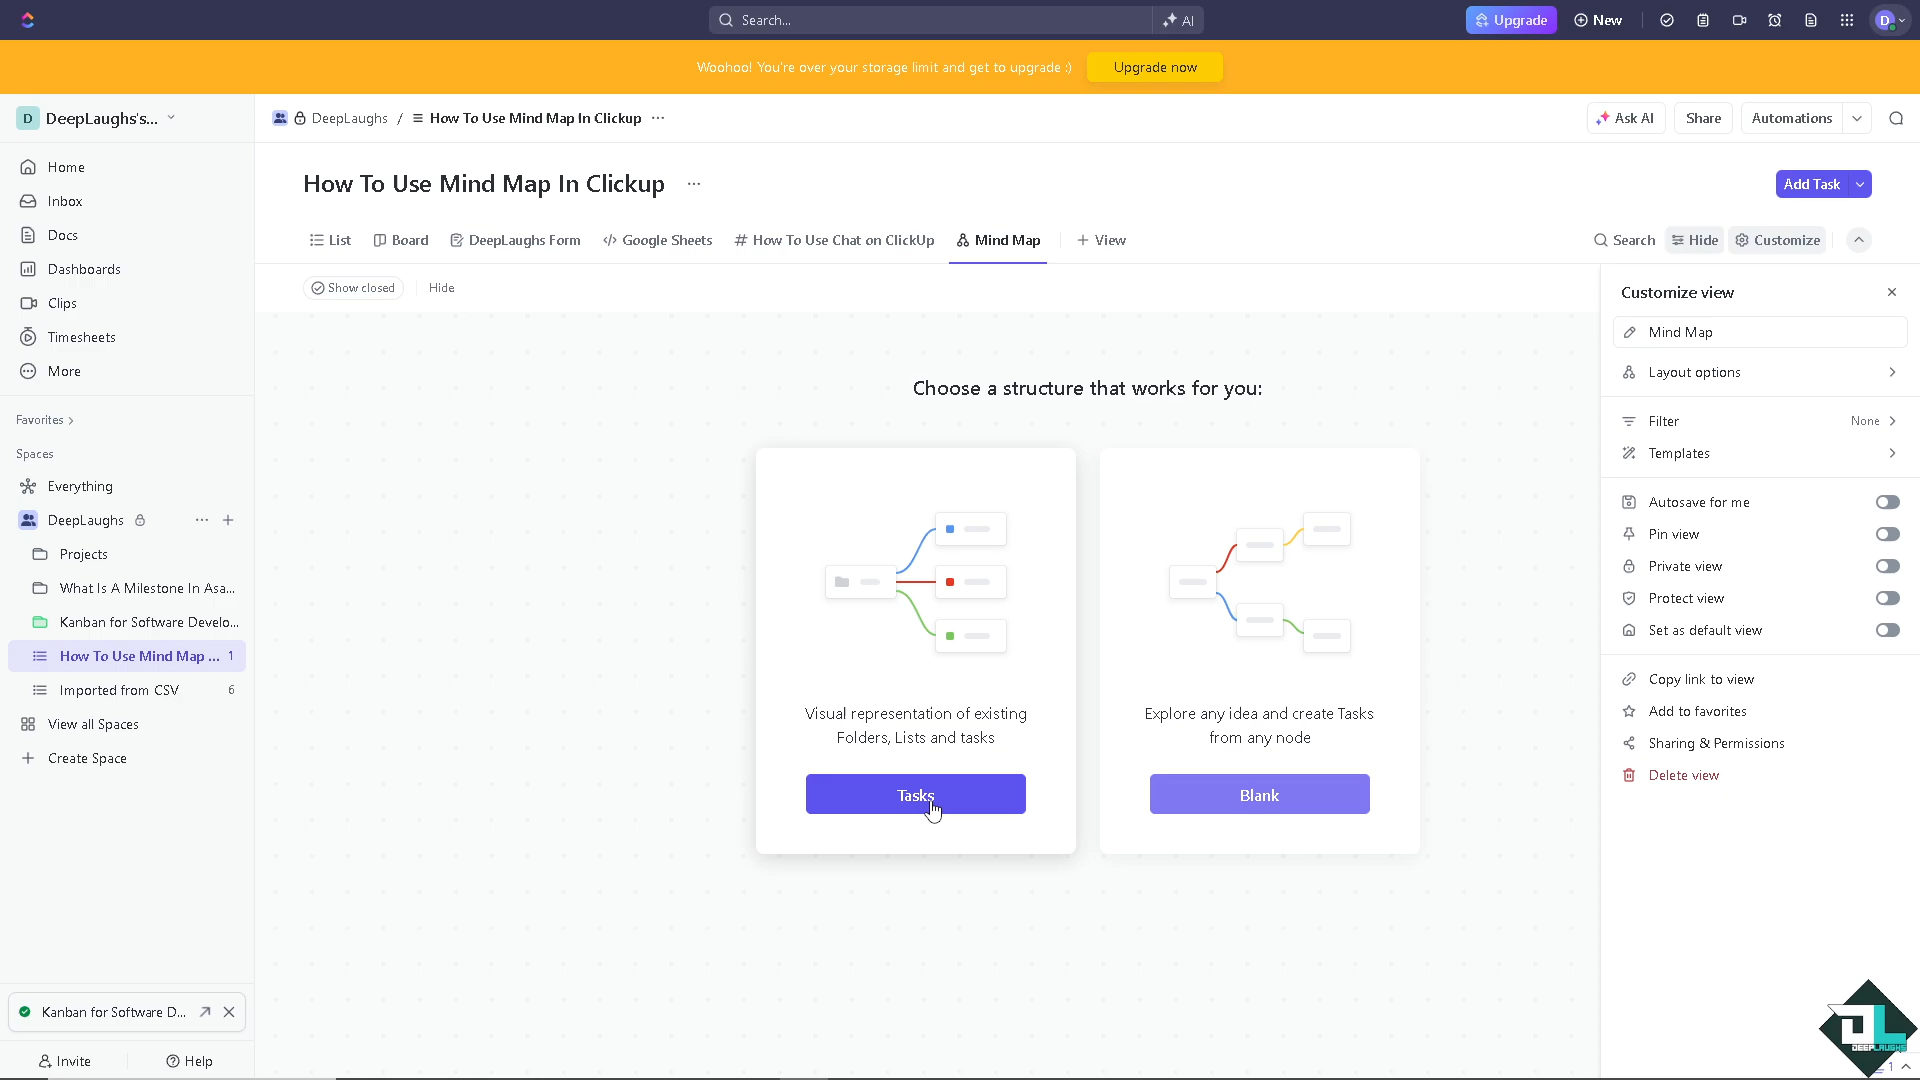 Search...
AI
Upgrade
New
D
Woohoo! You're over your storage limit and get to upgrade :)
Upgrade now
D
DeepLaughs's...
DeepLaughs / How To Use Mind Map In Clickup ...
Ask AI
Share
Automations
Home
Inbox
Docs
Dashboards
Clips
Timesheets
More
Favorites
Spaces
Everything
DeepLaughs
Projects
What Is A Milestone In Asa...
Kanban for Software Develo...
How To Use Mind Map ... 1
Imported from CSV 6
View all Spaces
Create Space
Kanban for Software D...
Invite
Help
How To Use Mind Map In Clickup ...
Add Task
List
Board
DeepLaughs Form
Google Sheets
How To Use Chat on ClickUp
Mind Map
View
Search
Hide
Customize
Show closed
Hide
Choose a structure that works for you:
Visual representation of existing
Folders, Lists and tasks
Tasks
Explore any idea and create Tasks
from any node
Blank
Customize view
Mind Map
Layout options
Filter None
Templates
Autosave for me
Pin view
Private view
Protect view
Set as default view
Copy link to view
Add to favorites
Sharing & Permissions
Delete view
DL
DEEPLAUGHS
1